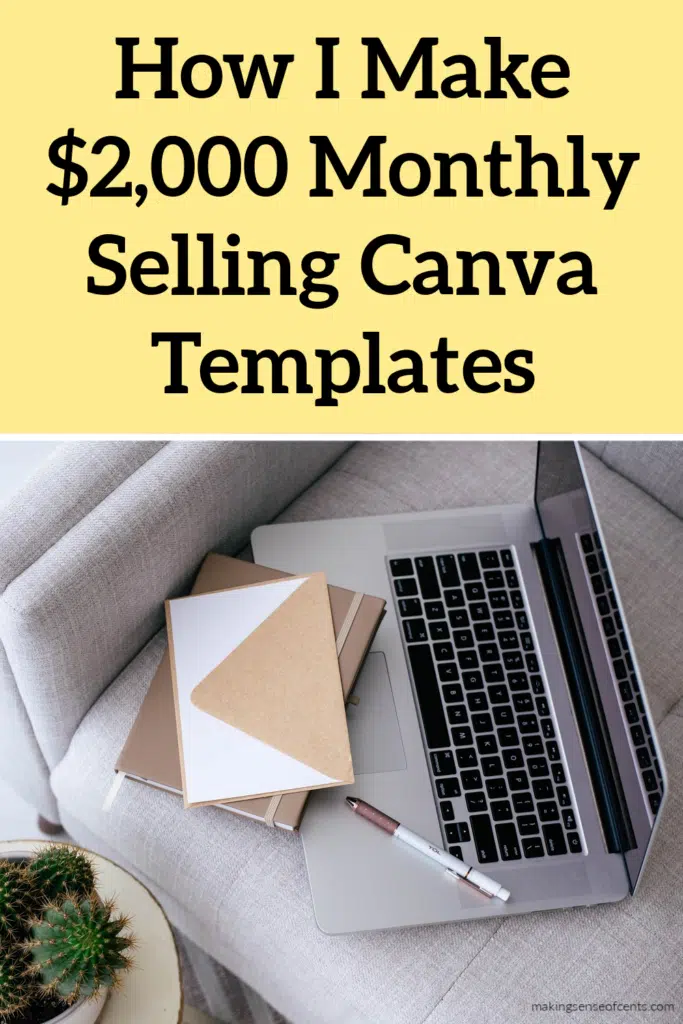 How I Make
$2,000 Monthly
Selling Canva
Templates
makingsenseofcents.com